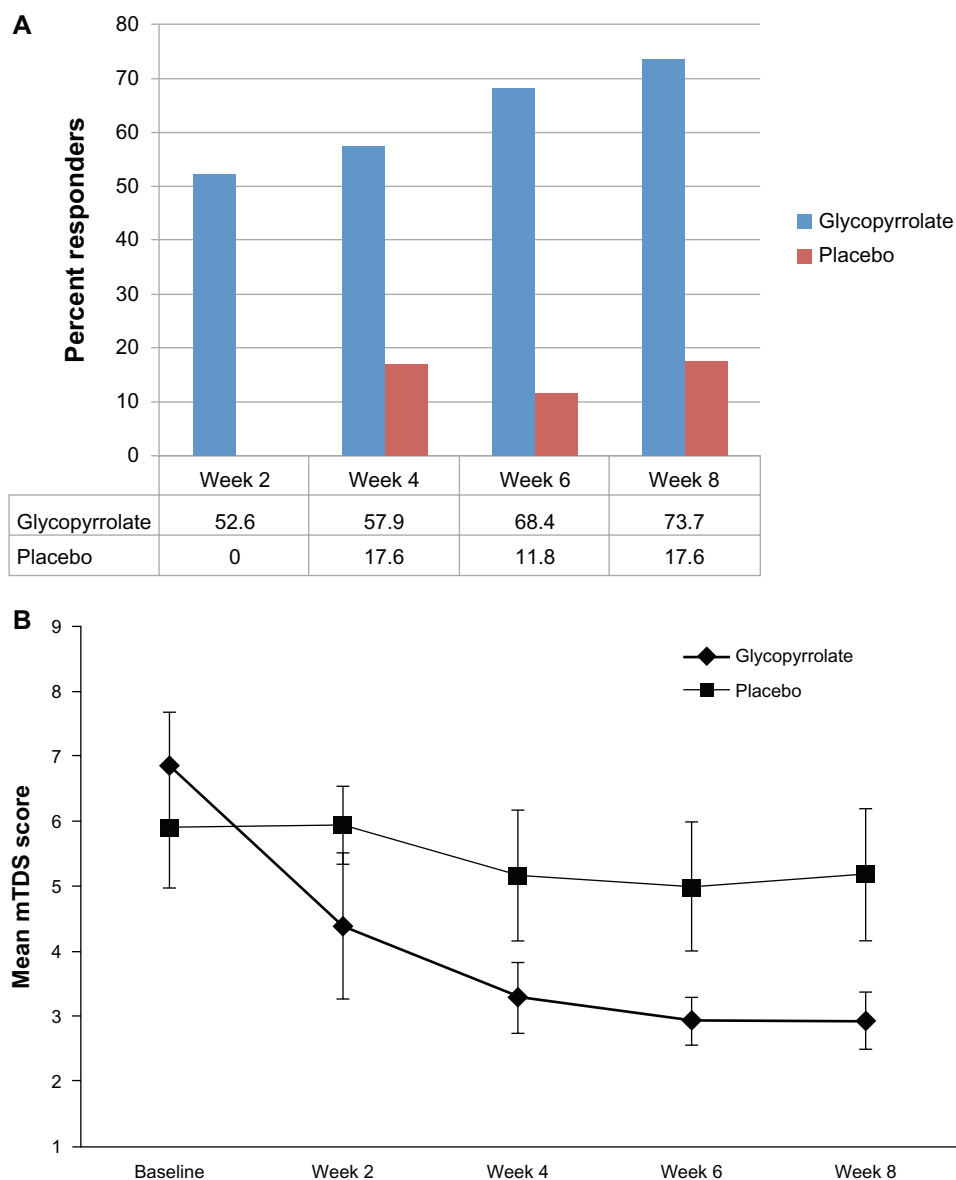 A
80
70
60
50
40
30
20
10
0
Percent responders
Glycopyrrolate
Placebo
Week 2 Week 4 Week 6 Week 8
Glycopyrrolate 52.6 57.9 68.4 73.7
Placebo 0 17.6 11.8 17.6
B
9
8
7
6
5
4
3
2
1
Mean mTDS score
Glycopyrrolate
Placebo
Baseline Week 2 Week 4 Week 6 Week 8